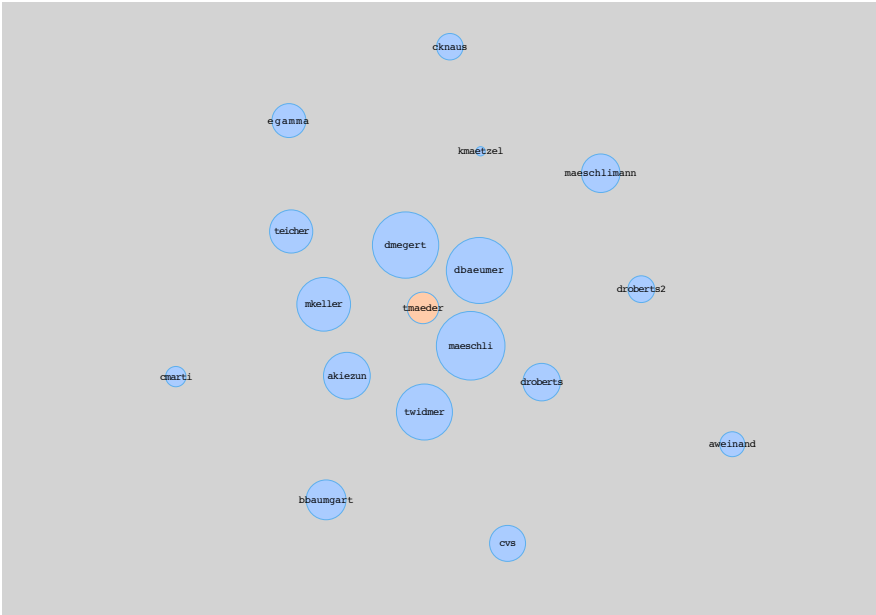 cknaus
egamma
kmaetzel
maeschlimann
teicher
dmegert
dbaeumer
droberts2
mkeller
tmaeder
maeschli
cmarti
akiezun
droberts
twidmer
aweinand
bbaumgart
cvs